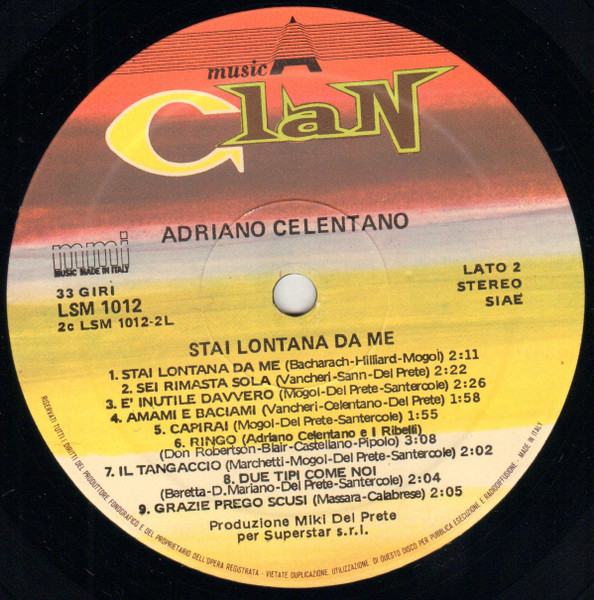 music A
Clan
ADRIANO CELENTANO
mmi
MUSIC MADE IN ITALY
33 GIRI
LSM 1012
2c LSM 1012-2L
LATO 2
STEREO
SIAE
STAI LONTANA DA ME
1. STAI LONTANA DA ME (Bacharach-Hilliard-Mogol) 2:11
2. SEI RIMASTA SOLA (Vancheri-Sann-Del Prete) 2:22
3. E' INUTILE DAVVERO (Mogol-Del Prete-Santercole) 2:26
4. AMAMI E BACIAMI (Vancheri-Celentano-Del Prete) 1:58
5. CAPIRAI (Mogol-Del Prete-Santercole) 1:55
6. RINGO (Adriano Celentano e I Ribelli)
(Don Robertson-Blair-Castellano-Pipolo) 3:08
7. IL TANGACCIO (Marchetti-Mogol-Del Prete-Santercole) 2:02
8. DUE TIPI COME NOI
(Beretta-D. Mariano-Del Prete-Santercole) 2:04
9. GRAZIE PREGO SCUSI (Massara-Calabrese) 2:05
Produzione Miki Del Prete
per Superstar s.r.l.
RISERVATI TUTTI I DIRITTI DEL PRODUTTORE FONOGRAFICO E DEL PROPRIETARIO DELL'OPERA REGISTRATA - VIETATE DUPLICAZIONE, UTILIZZAZIONE DI QUESTO DISCO PER PUBBLICA ESECUZIONE E RADIODIFFUSIONE. - MADE IN ITALY